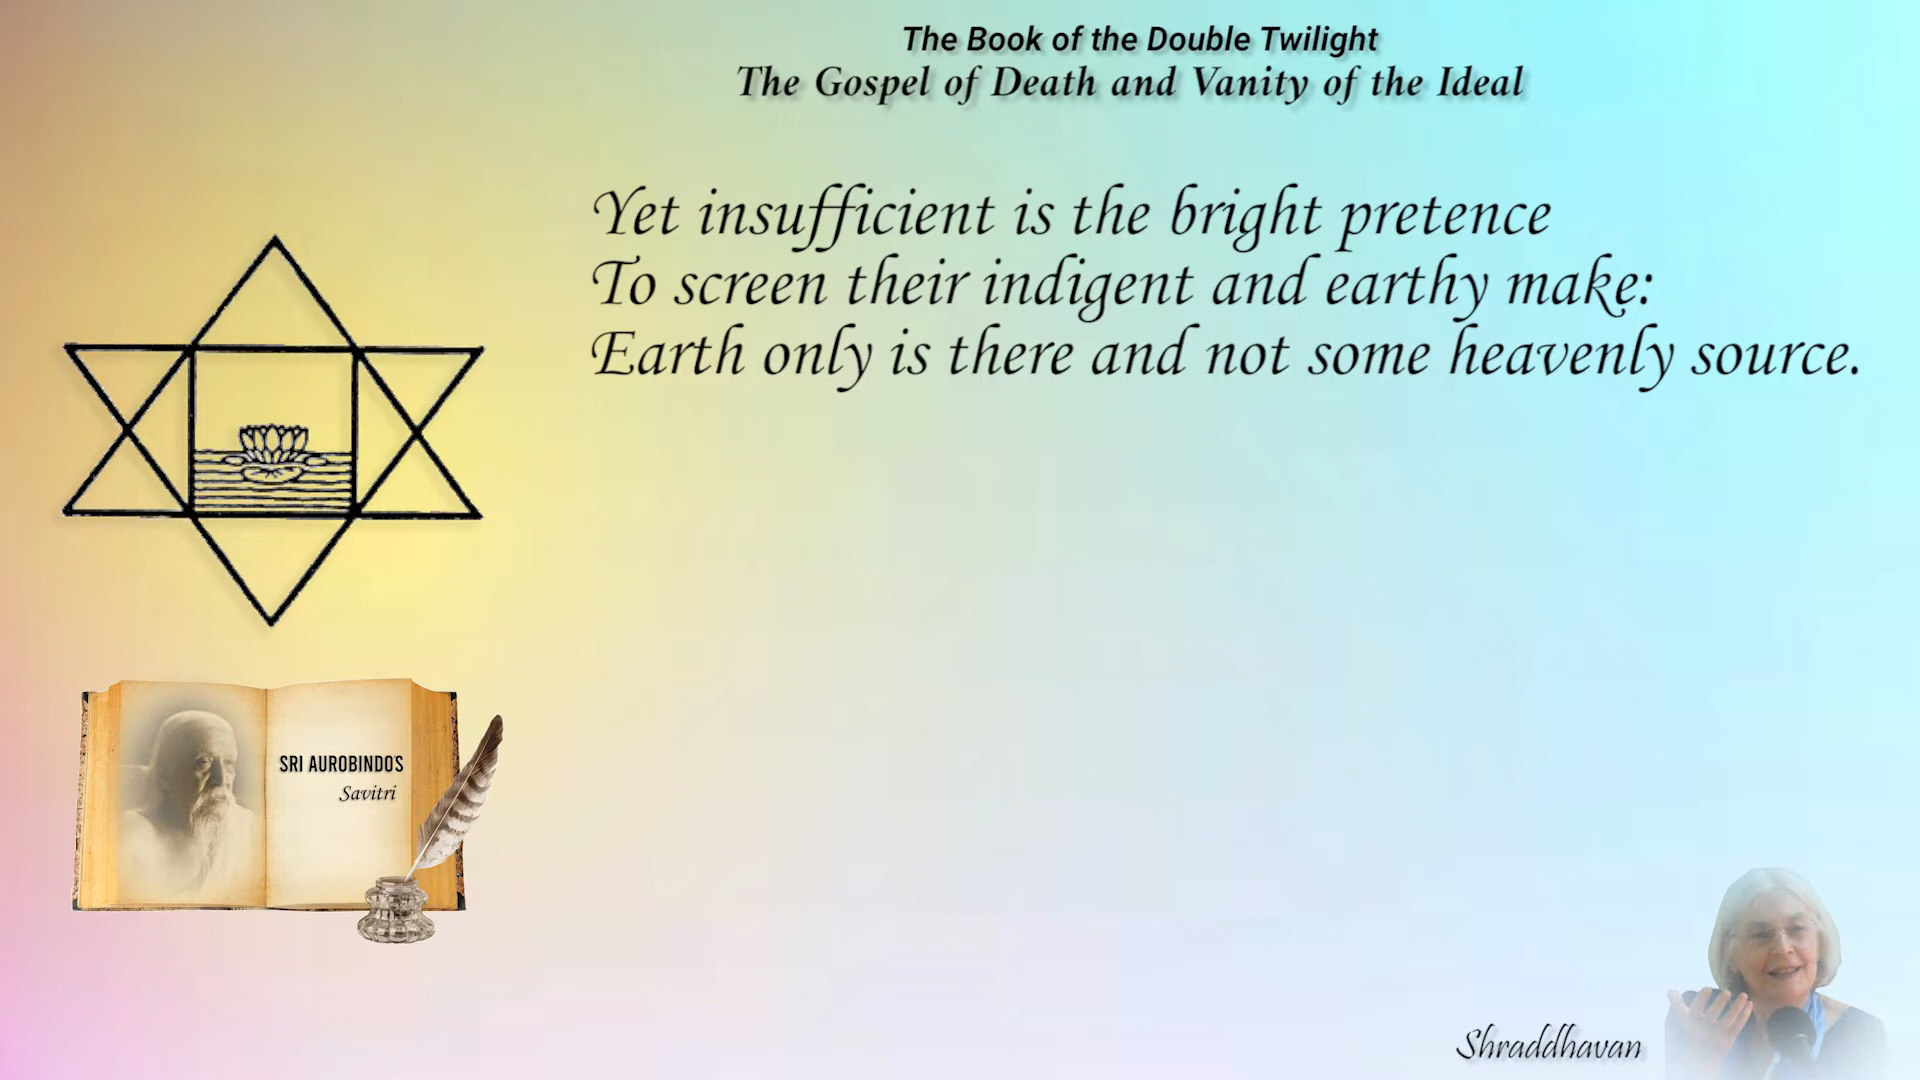 The Book of the Double Twilight
The Gospel of Death and Vanity of the Ideal
Yet insufficient is the bright pretence
To screen their indigent and earthy make:
Earth only is there and not some heavenly source.
SRI AUROBINDO'S
Savitri
Shraddhavan